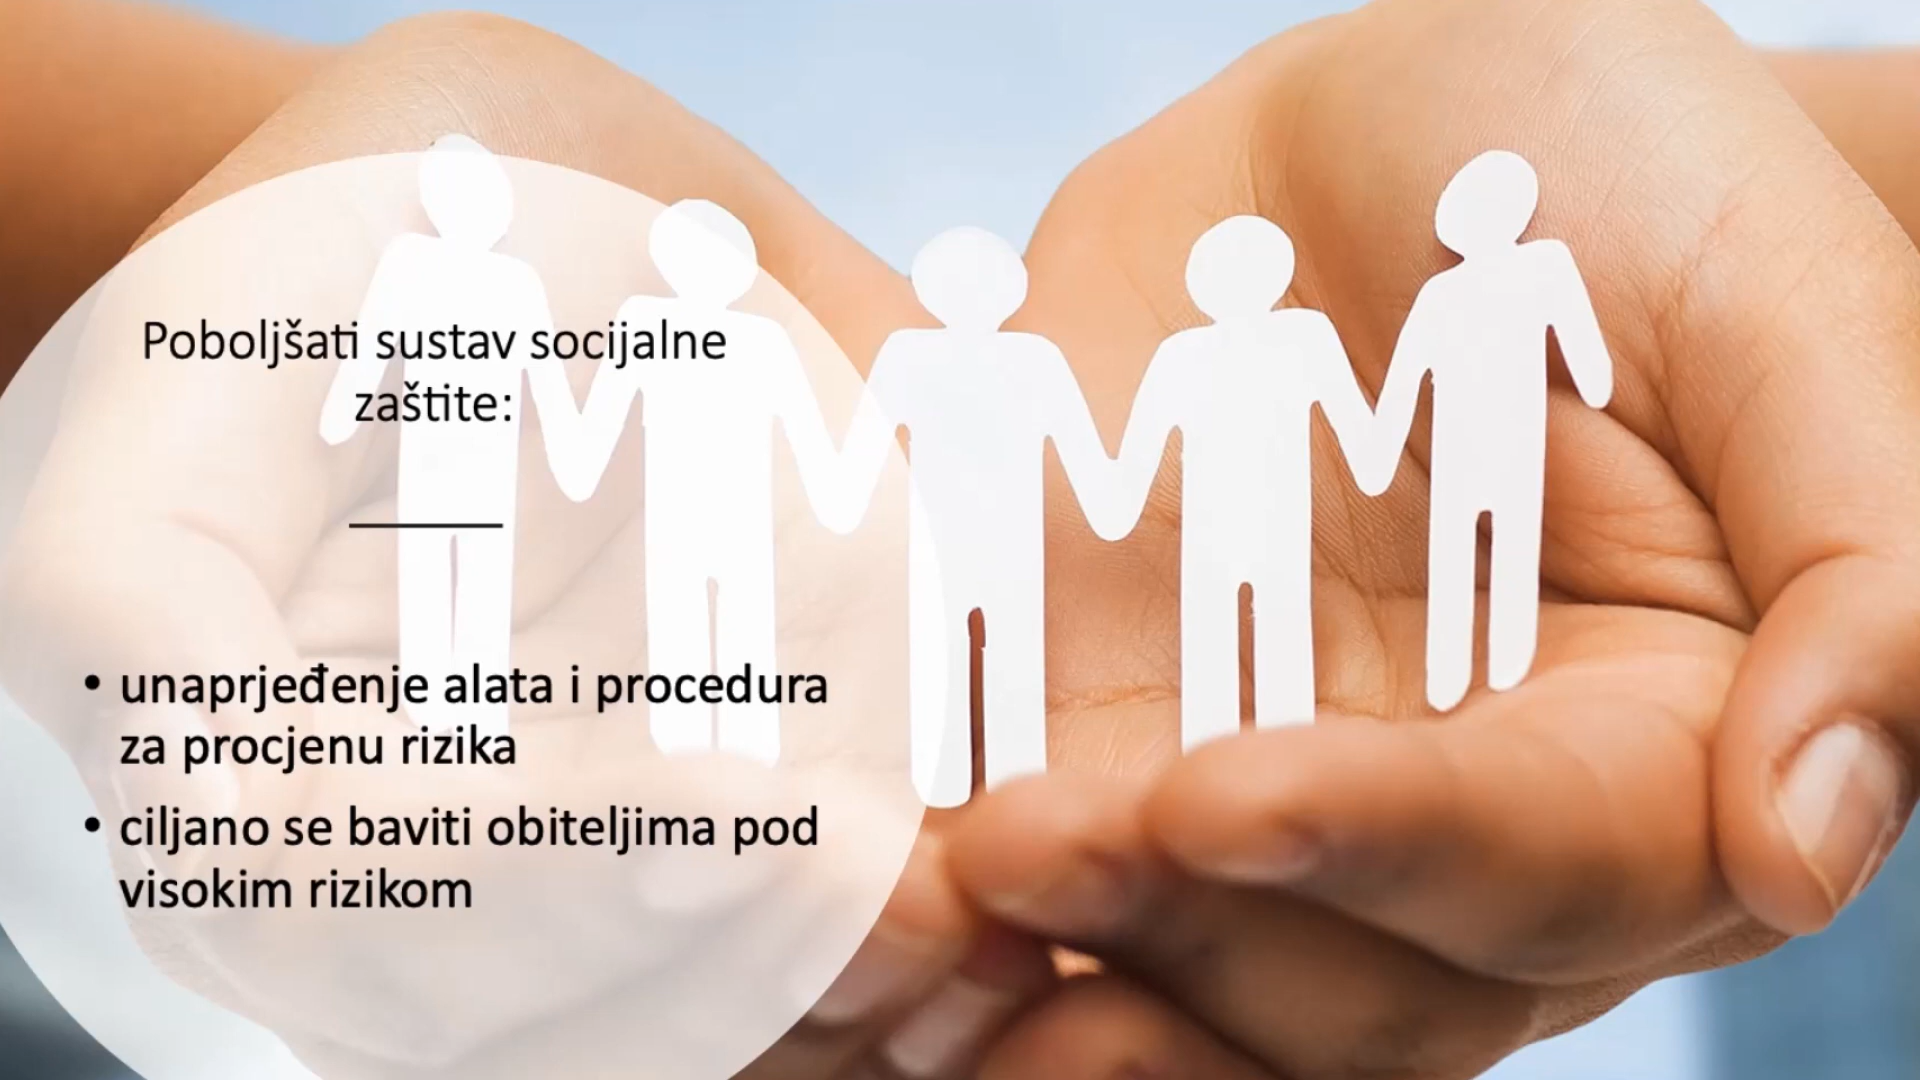 Poboljšati sustav socijalne
zaštite:
• unaprjeđenje alata i procedura
za procjenu rizika
• ciljano se baviti obiteljima pod
visokim rizikom